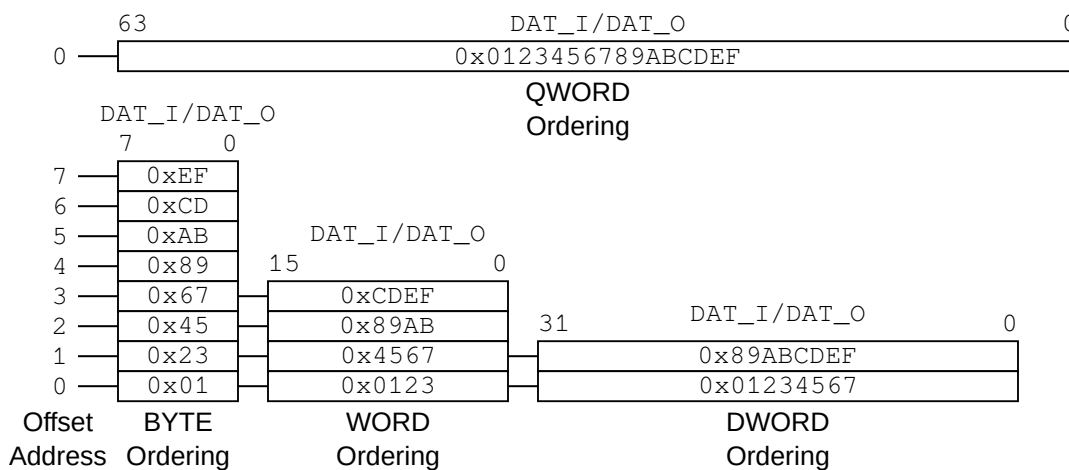 63 DAT_I/DAT_O 0
0 0x0123456789ABCDEF
QWORD
Ordering
DAT_I/DAT_O
7 0
7 0xEF
6 0xCD
5 0xAB DAT_I/DAT_O
4 0x89 15 0
3 0x67 0xCDEF
2 0x45 0x89AB 31 DAT_I/DAT_O 0
1 0x23 0x4567 0x89ABCDEF
0 0x01 0x0123 0x01234567
Offset BYTE WORD DWORD
Address Ordering Ordering Ordering